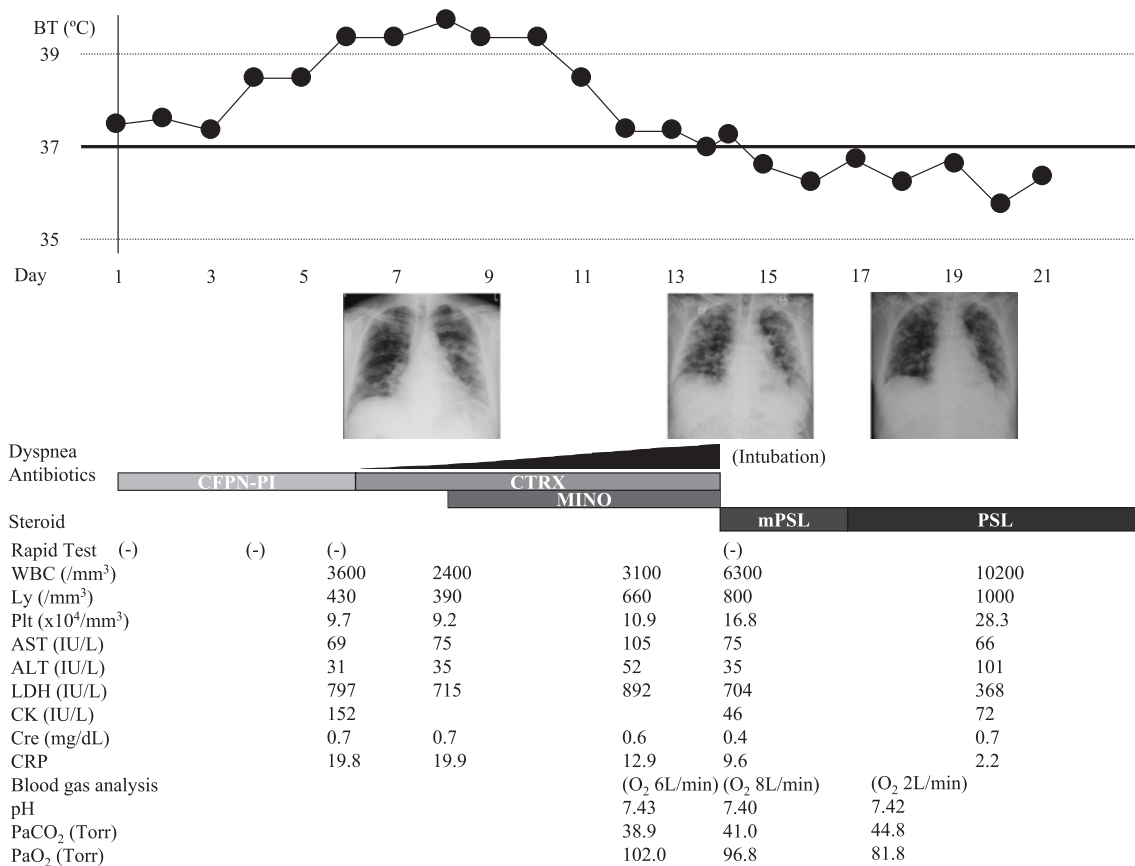 BT (ºC)
39
37
35
Day 1 3 5 7 9 11 13 15 17 19 21
Dyspnea (Intubation)
Antibiotics CFPN-PI CTRX
MINO
Steroid mPSL PSL
Rapid Test (-) (-) (-) (-)
WBC (/mm³) 3600 2400 3100 6300 10200
Ly (/mm³) 430 390 660 800 1000
Plt (x10⁴/mm³) 9.7 9.2 10.9 16.8 28.3
AST (IU/L) 69 75 105 75 66
ALT (IU/L) 31 35 52 35 101
LDH (IU/L) 797 715 892 704 368
CK (IU/L) 152 46 72
Cre (mg/dL) 0.7 0.7 0.6 0.4 0.7
CRP 19.8 19.9 12.9 9.6 2.2
Blood gas analysis (O₂ 6L/min) (O₂ 8L/min) (O₂ 2L/min)
pH 7.43 7.40 7.42
PaCO₂ (Torr) 38.9 41.0 44.8
PaO₂ (Torr) 102.0 96.8 81.8